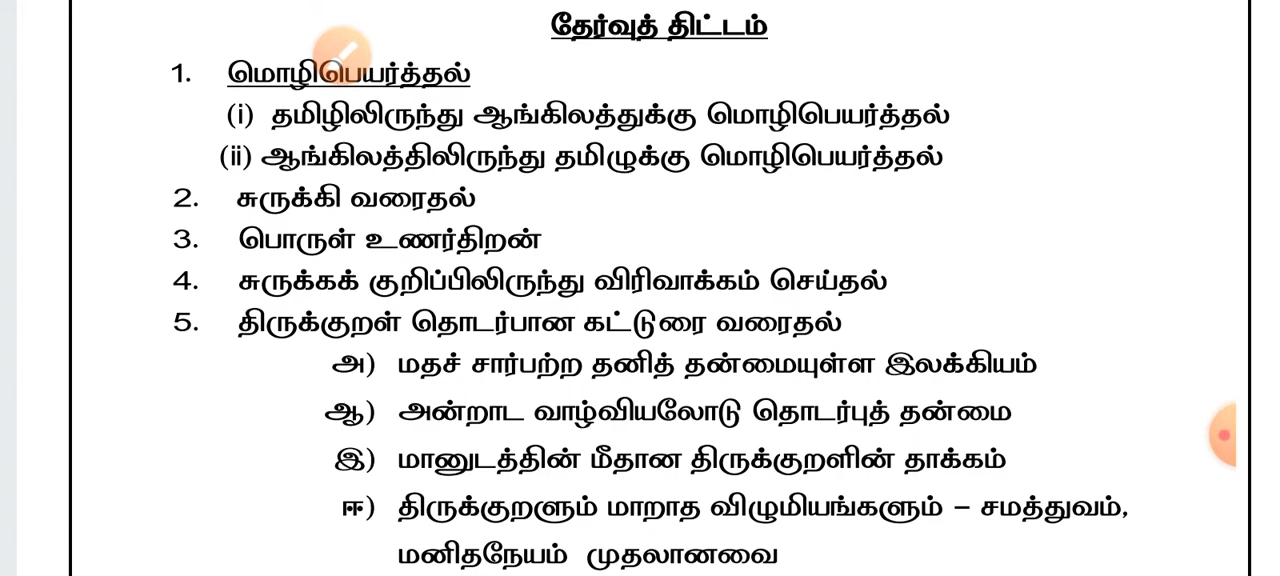 தேர்வுத் திட்டம்
1. மொழிபெயர்த்தல்
(i) தமிழிலிருந்து ஆங்கிலத்துக்கு மொழிபெயர்த்தல்
(ii) ஆங்கிலத்திலிருந்து தமிழுக்கு மொழிபெயர்த்தல்
2. சுருக்கி வரைதல்
3. பொருள் உணர்திறன்
4. சுருக்கக் குறிப்பிலிருந்து விரிவாக்கம் செய்தல்
5. திருக்குறள் தொடர்பான கட்டுரை வரைதல்
அ) மதச் சார்பற்ற தனித் தன்மையுள்ள இலக்கியம்
ஆ) அன்றாட வாழ்வியலோடு தொடர்புத் தன்மை
இ) மானுடத்தின் மீதான திருக்குறளின் தாக்கம்
ஈ) திருக்குறளும் மாறாத விழுமியங்களும் – சமத்துவம்,
மனிதநேயம் முதலானவை